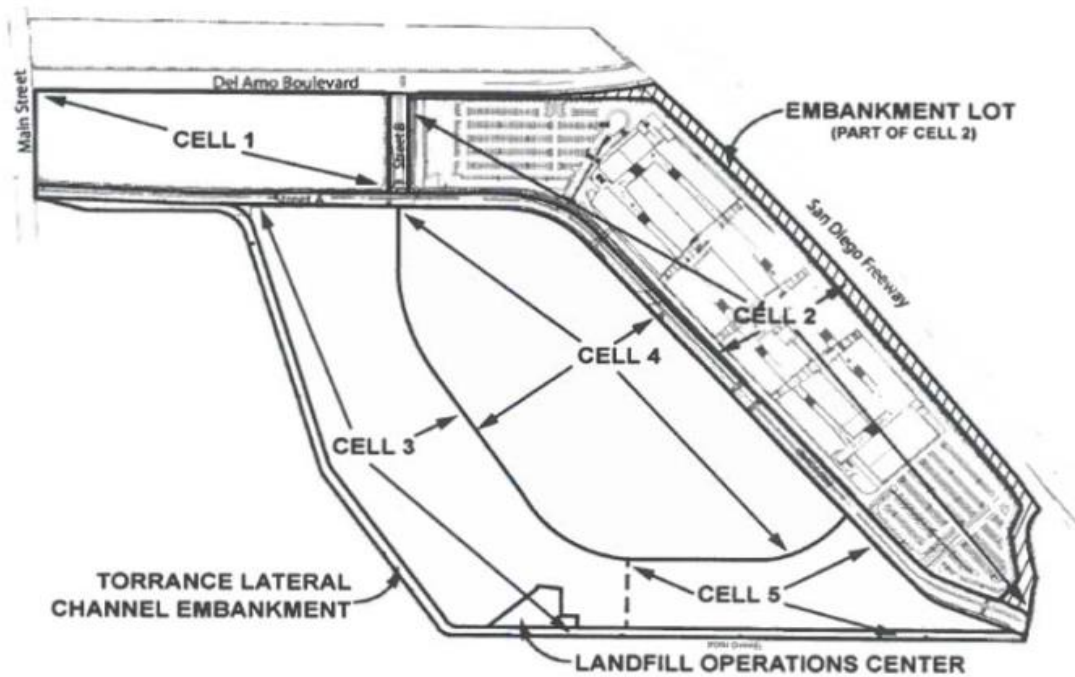 Del Amo Boulevard
Main Street
CELL 1
Street B
EMBANKMENT LOT
(PART OF CELL 2)
Street A
San Diego Freeway
CELL 2
CELL 4
CELL 3
TORRANCE LATERAL
CHANNEL EMBANKMENT
CELL 5
LANDFILL OPERATIONS CENTER